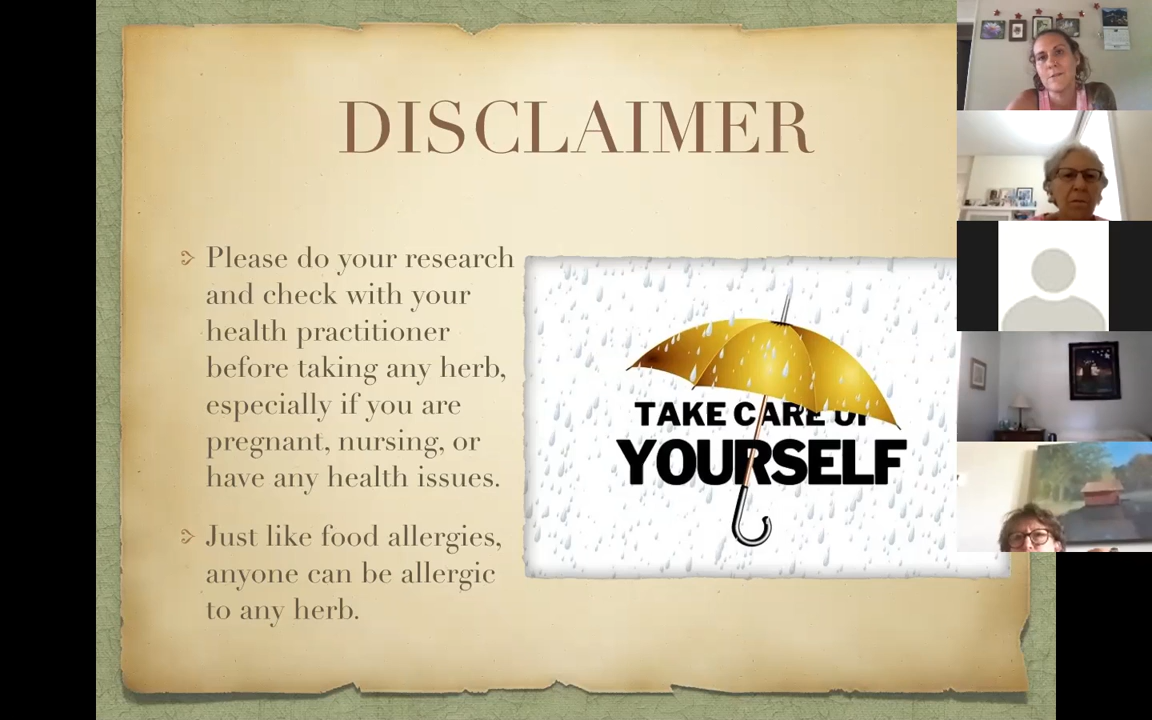 DISCLAIMER
Please do your research
and check with your
health practitioner
before taking any herb,
especially if you are
pregnant, nursing, or
have any health issues.
Just like food allergies,
anyone can be allergic
to any herb.
TAKE CARE OF
YOURSELF